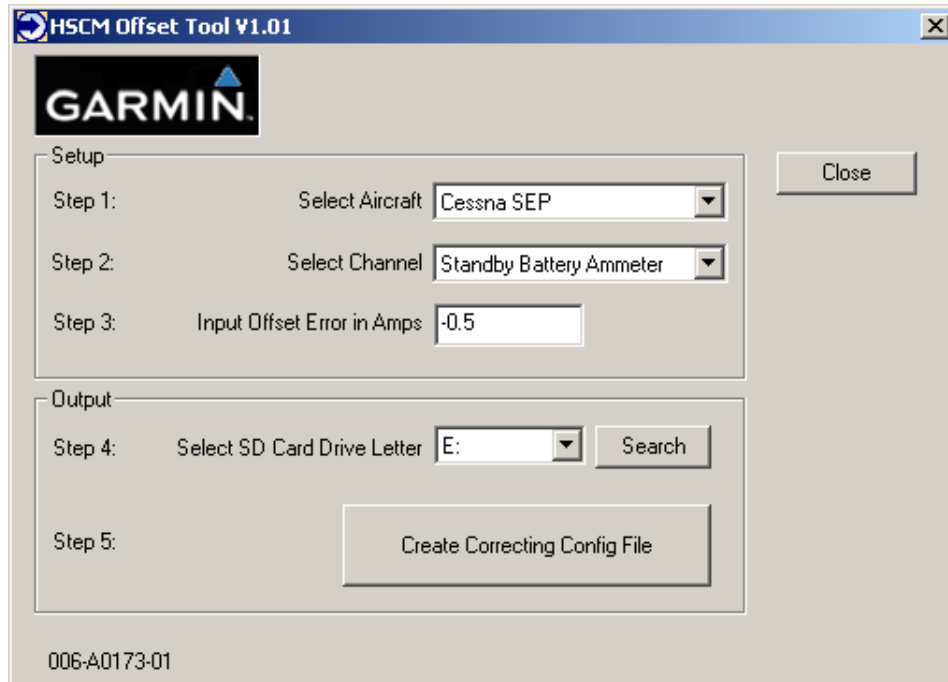 HSCM Offset Tool V1.01
GARMIN.
Setup
Close
Step 1: Select Aircraft Cessna SEP
Step 2: Select Channel Standby Battery Ammeter
Step 3: Input Offset Error in Amps -0.5
Output
Step 4: Select SD Card Drive Letter E: Search
Step 5: Create Correcting Config File
006-A0173-01